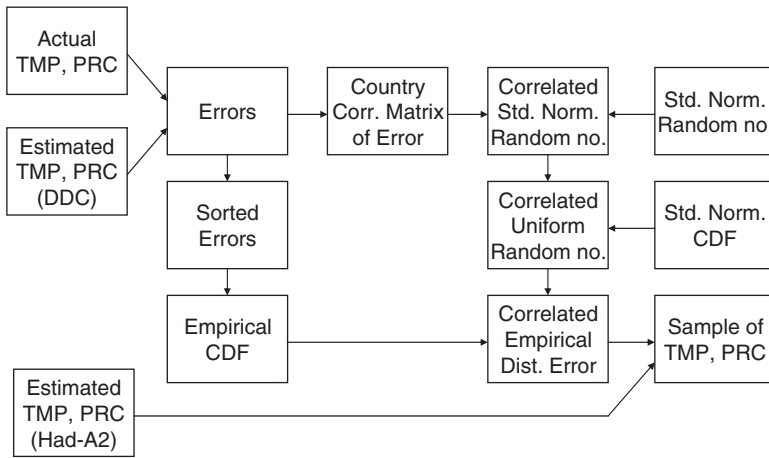 Actual
TMP, PRC
Estimated
TMP, PRC
(DDC)
Errors
Country
Corr. Matrix
of Error
Correlated
Std. Norm.
Random no.
Std. Norm.
Random no.
Sorted
Errors
Correlated
Uniform
Random no.
Std. Norm.
CDF
Empirical
CDF
Correlated
Empirical
Dist. Error
Sample of
TMP, PRC
Estimated
TMP, PRC
(Had-A2)